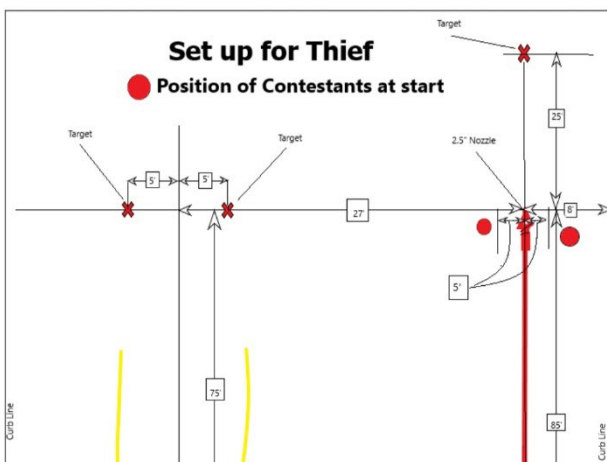 Target
Set up for Thief
Position of Contestants at start
25'
Target
Target
2.5" Nozzle
5'
5'
27'
8'
5'
75'
85'
Curb Line
Curb Line